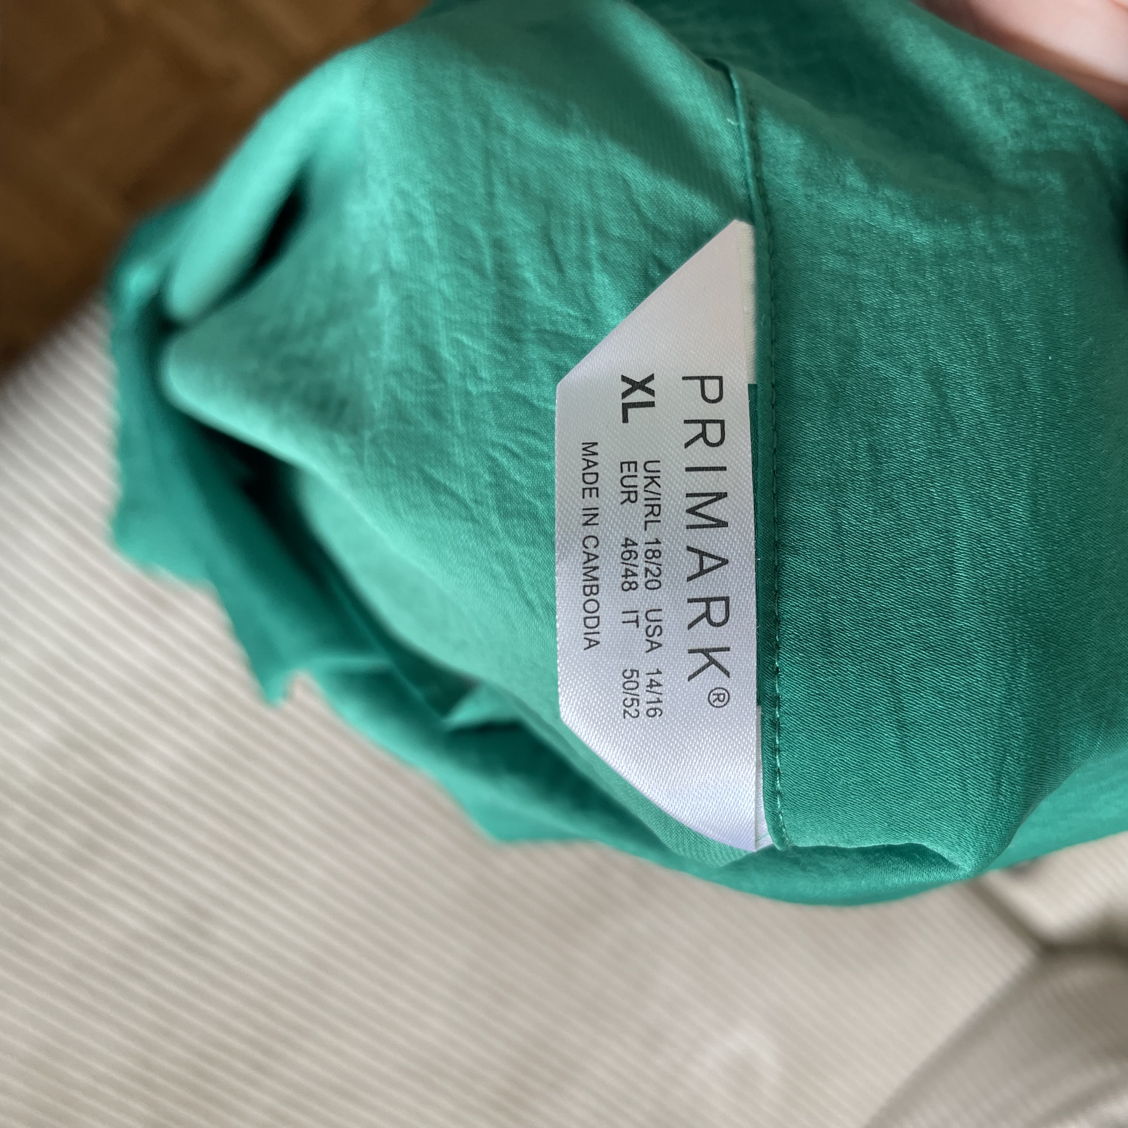 PRIMARK®
XL UK/IRL 18/20 USA 14/16
EUR 46/48 IT 50/52
MADE IN CAMBODIA